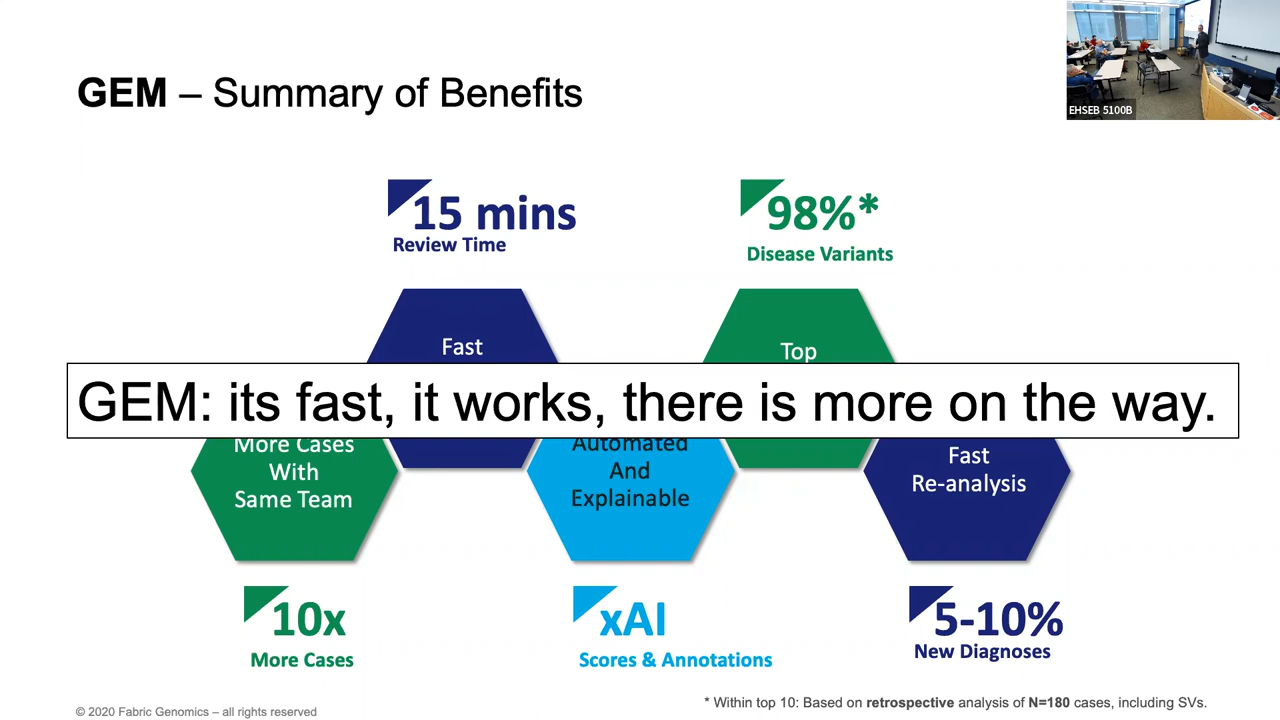 GEM – Summary of Benefits
EHSEB 5100B
15 mins
Review Time
98%*
Disease Variants
Fast
Top
GEM: its fast, it works, there is more on the way.
More Cases
With
Same Team
Automated
And
Explainable
Fast
Re-analysis
10x
More Cases
xAI
Scores & Annotations
5-10%
New Diagnoses
* Within top 10: Based on retrospective analysis of N=180 cases, including SVs.
© 2020 Fabric Genomics – all rights reserved